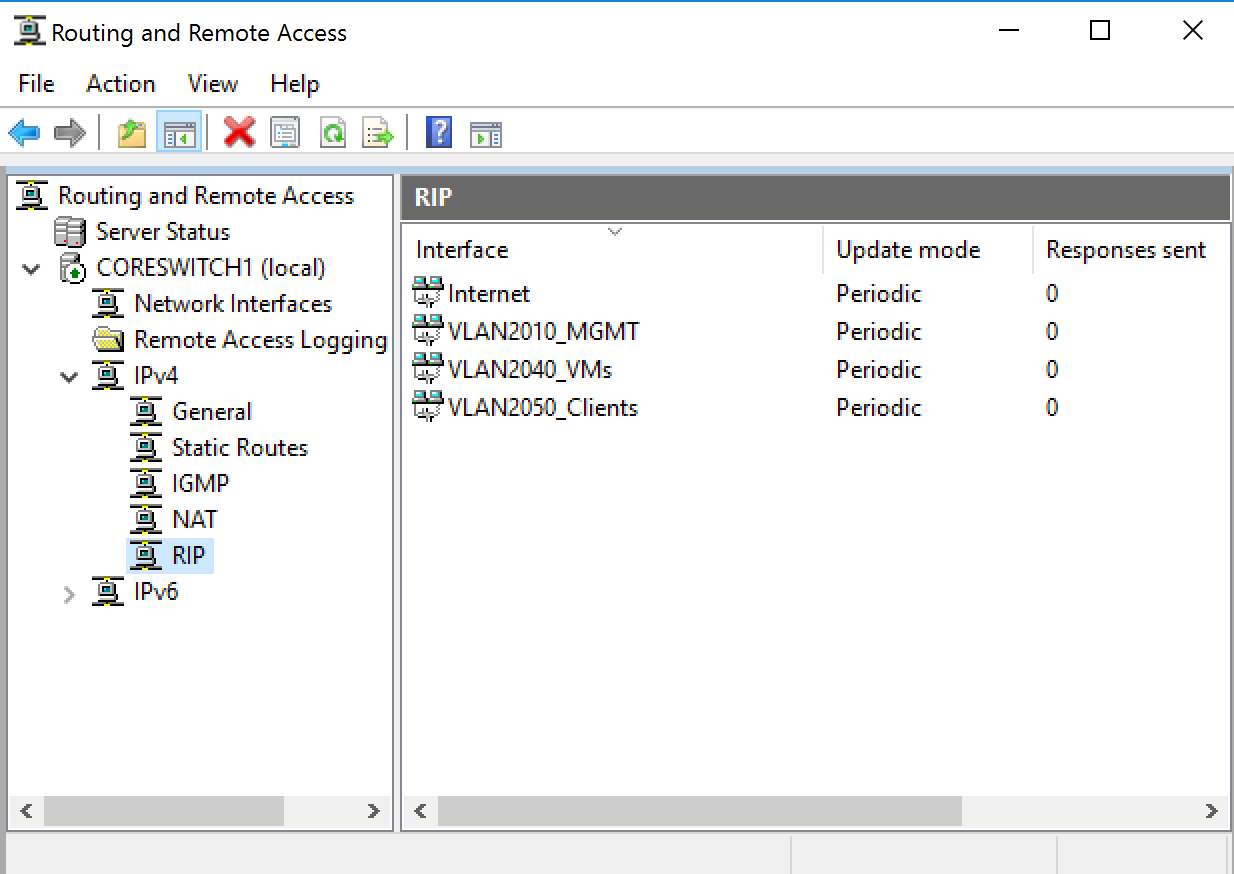 Routing and Remote Access
File Action View Help
Routing and Remote Access
Server Status
CORESWITCH1 (local)
Network Interfaces
Remote Access Logging
IPv4
General
Static Routes
IGMP
NAT
RIP
IPv6
RIP
Interface Update mode Responses sent
Internet Periodic 0
VLAN2010_MGMT Periodic 0
VLAN2040_VMs Periodic 0
VLAN2050_Clients Periodic 0